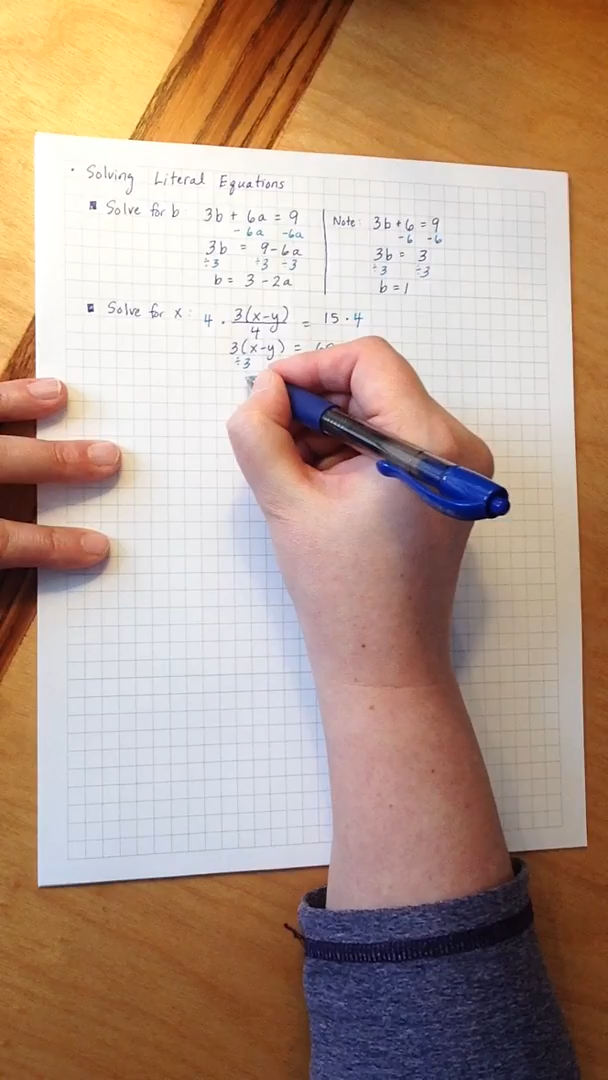 • Solving Literal Equations
▪ Solve for b: 3b + 6a = 9
- 6a - 6a
3b = 9 - 6a
÷3 ÷3 ÷3
b = 3 - 2a
Note: 3b + 6 = 9
- 6 - 6
3b = 3
÷3 ÷3
b = 1
▪ Solve for x: 4 · 3(x-y)/4 = 15 · 4
3(x-y) =
÷3